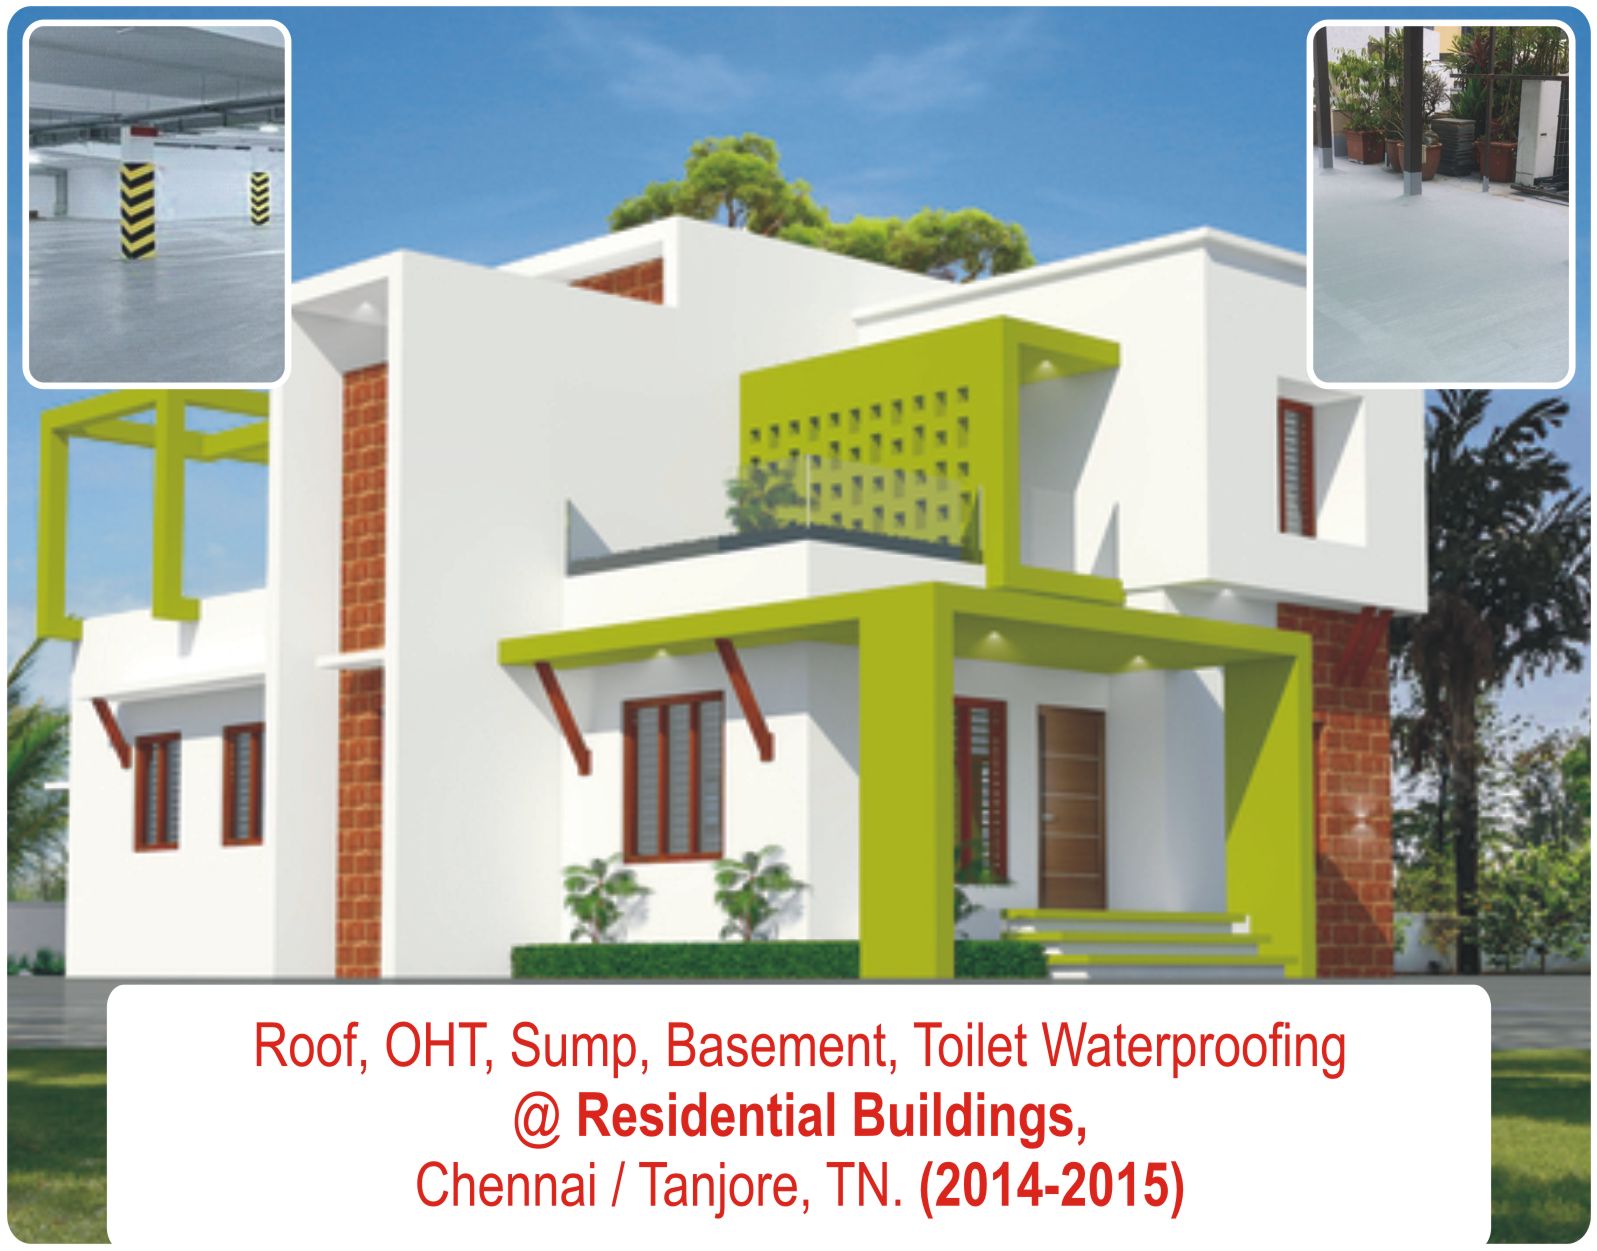 Roof, OHT, Sump, Basement, Toilet Waterproofing
@ Residential Buildings,
Chennai / Tanjore, TN. (2014-2015)